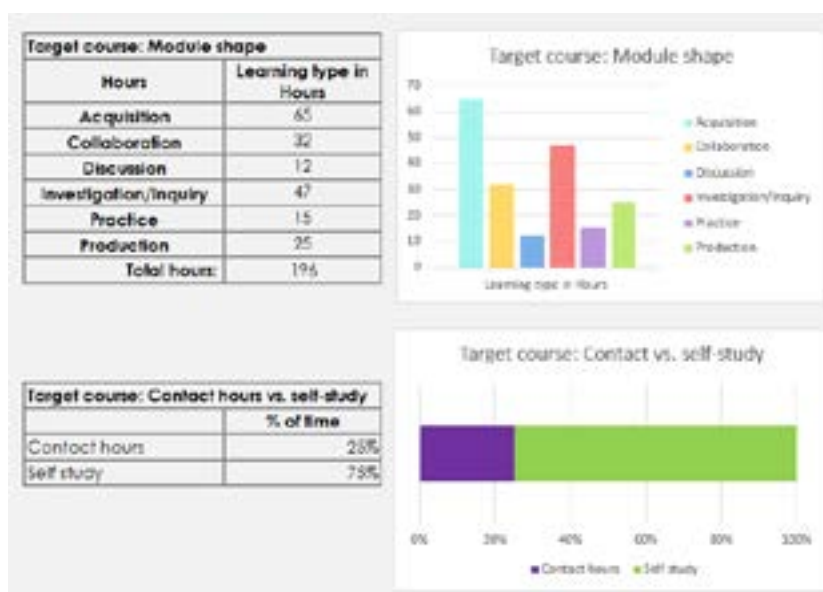 Target course: Module shape
Hours
Learning type in
Hours
Acquisition
65
Collaboration
32
Discussion
12
Investigation/Inquiry
47
Practice
15
Production
25
Total hours:
196
Target course: Module shape
70
60
50
40
30
20
10
0
Learning type in Hours
Acquisition
Collaboration
Discussion
Investigation/Inquiry
Practice
Production
Target course: Contact hours vs. self-study
% of time
Contact hours
25%
Self study
75%
Target course: Contact vs. self-study
0%
20%
40%
60%
80%
100%
Contact hours
Self study